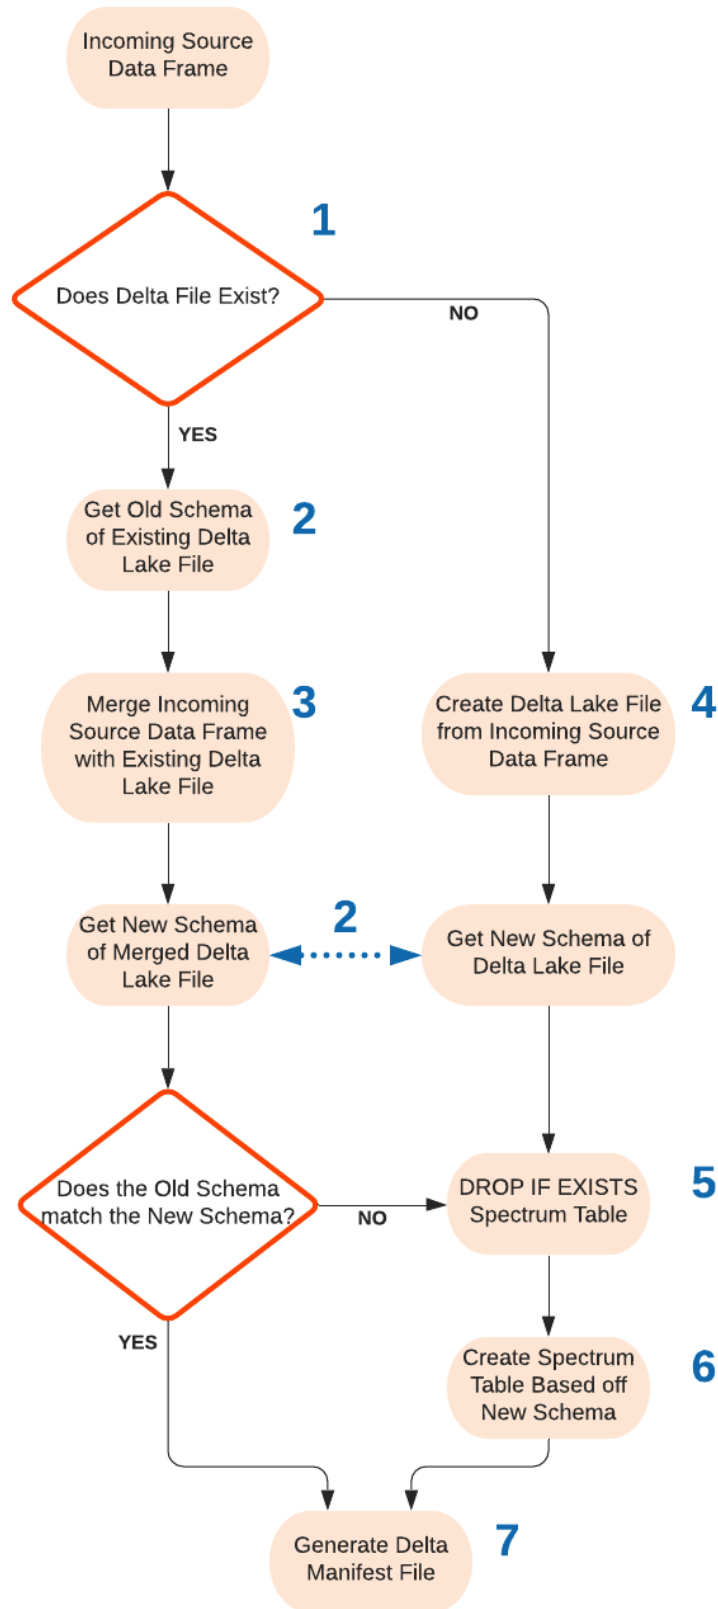 Incoming Source
Data Frame
1
Does Delta File Exist?
NO
YES
Get Old Schema
of Existing Delta
Lake File
2
Merge Incoming
Source Data Frame
with Existing Delta
Lake File
3
Create Delta Lake File
from Incoming Source
Data Frame
4
Get New Schema
of Merged Delta
Lake File
2
Get New Schema of
Delta Lake File
Does the Old Schema
match the New Schema?
NO
DROP IF EXISTS
Spectrum Table
5
YES
Create Spectrum
Table Based off
New Schema
6
Generate Delta
Manifest File
7